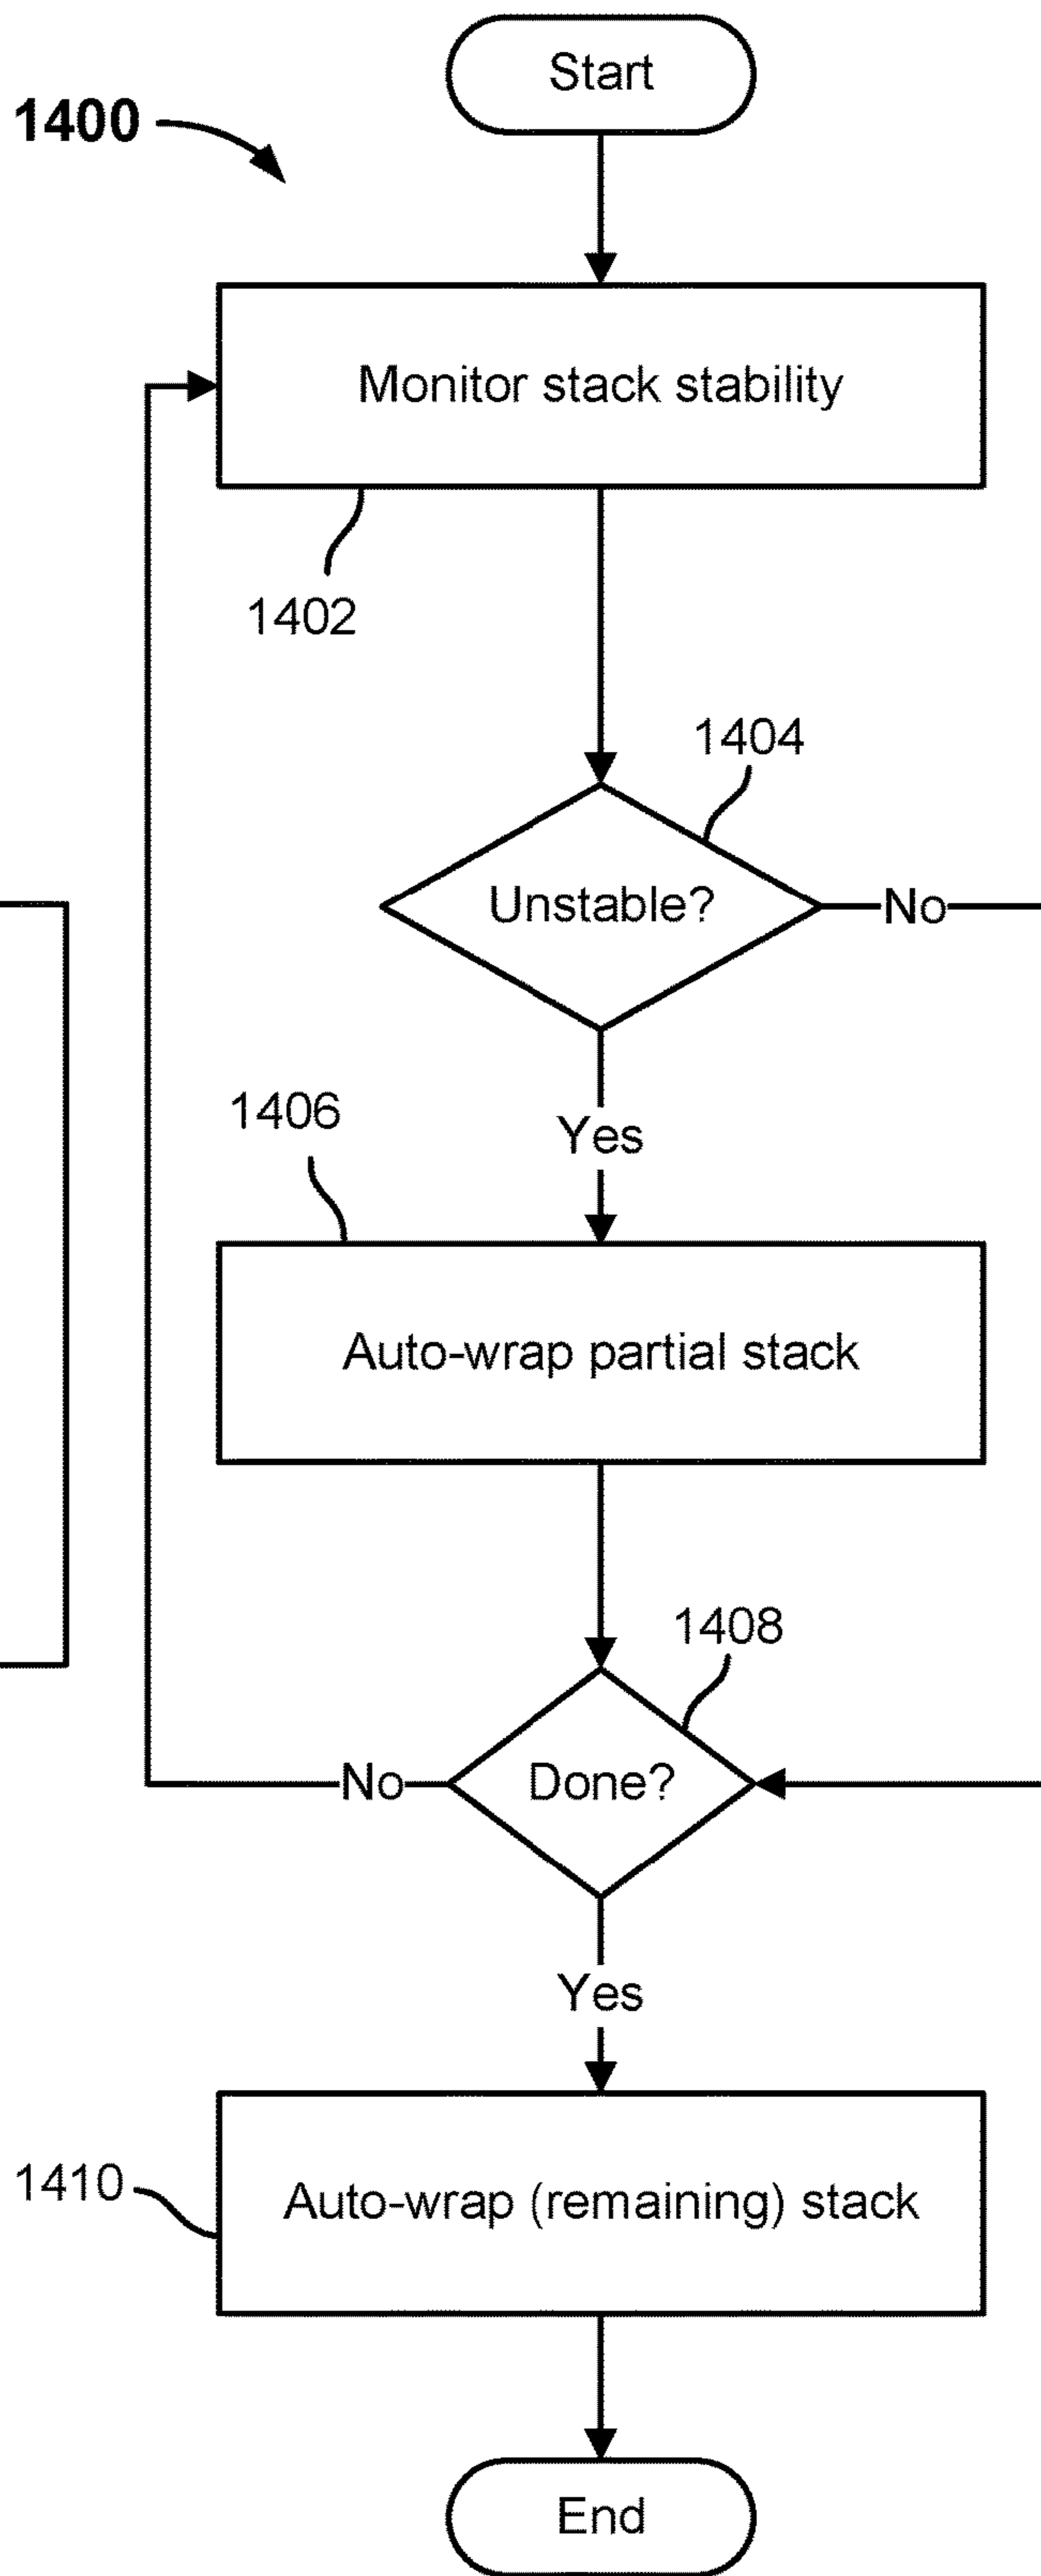 Start
1400
Monitor stack stability
1402
1404
Unstable?
No
1406
Yes
Auto-wrap partial stack
1408
No
Done?
Yes
1410
Auto-wrap (remaining) stack
End